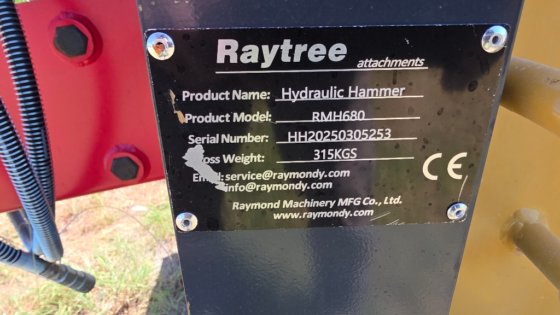 Raytree
attachments
Product Name: Hydraulic Hammer
Product Model: RMH680
Serial Number: HH20250305253
oss Weight: 315KGS
Em : service@raymondy.com
info@raymondy.com
CE
Raymond Machinery MFG Co., Ltd.
www.raymondy.com